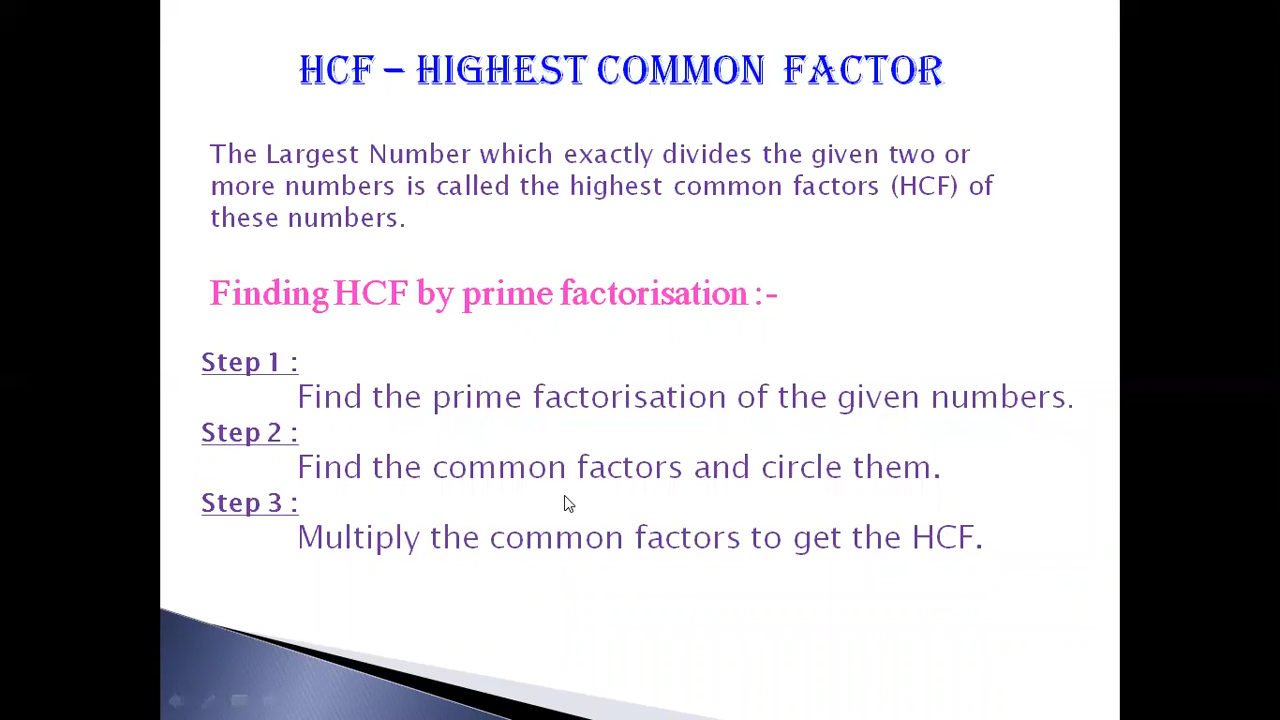 HCF – HIGHEST COMMON FACTOR
The Largest Number which exactly divides the given two or
more numbers is called the highest common factors (HCF) of
these numbers.
Finding HCF by prime factorisation :-
Step 1 :
Find the prime factorisation of the given numbers.
Step 2 :
Find the common factors and circle them.
Step 3 :
Multiply the common factors to get the HCF.